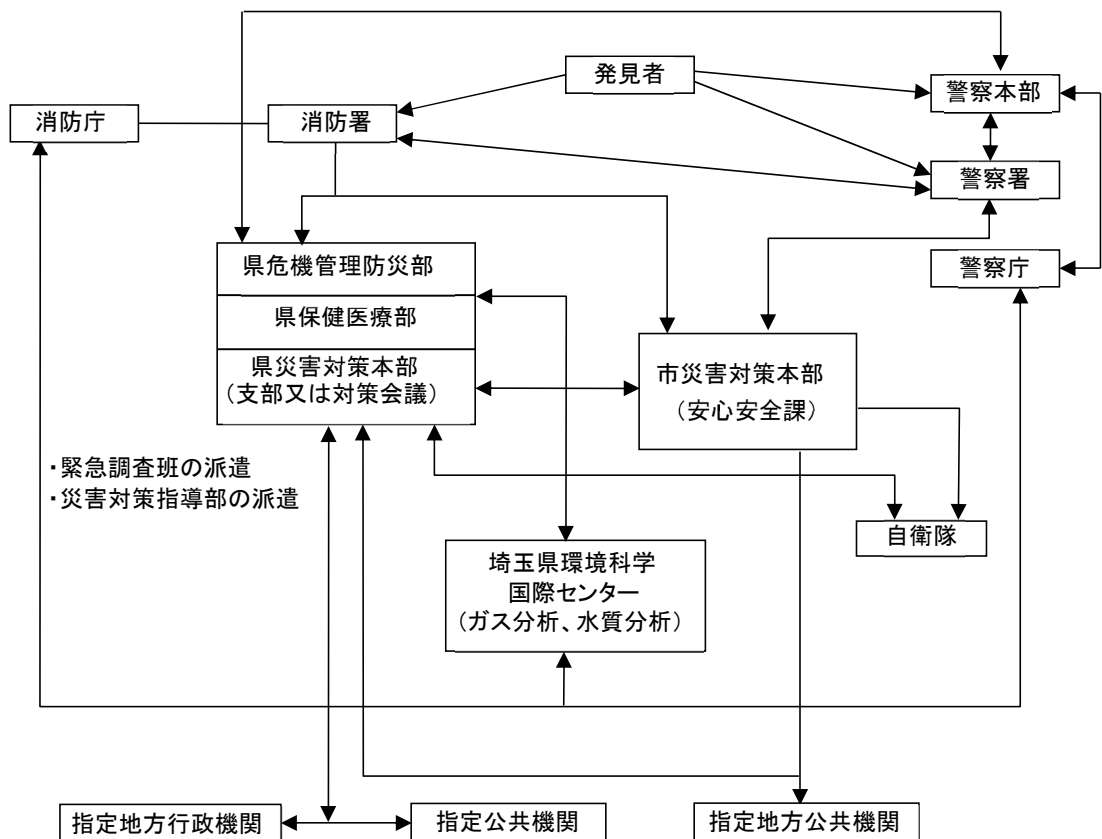 発見者
警察本部
消防庁
消防署
警察署
県危機管理防災部
警察庁
県保健医療部
県災害対策本部
(支部又は対策会議)
市災害対策本部
(安心安全課)
・緊急調査班の派遣
・災害対策指導部の派遣
自衛隊
埼玉県環境科学
国際センター
(ガス分析、水質分析)
指定地方行政機関
指定公共機関
指定地方公共機関